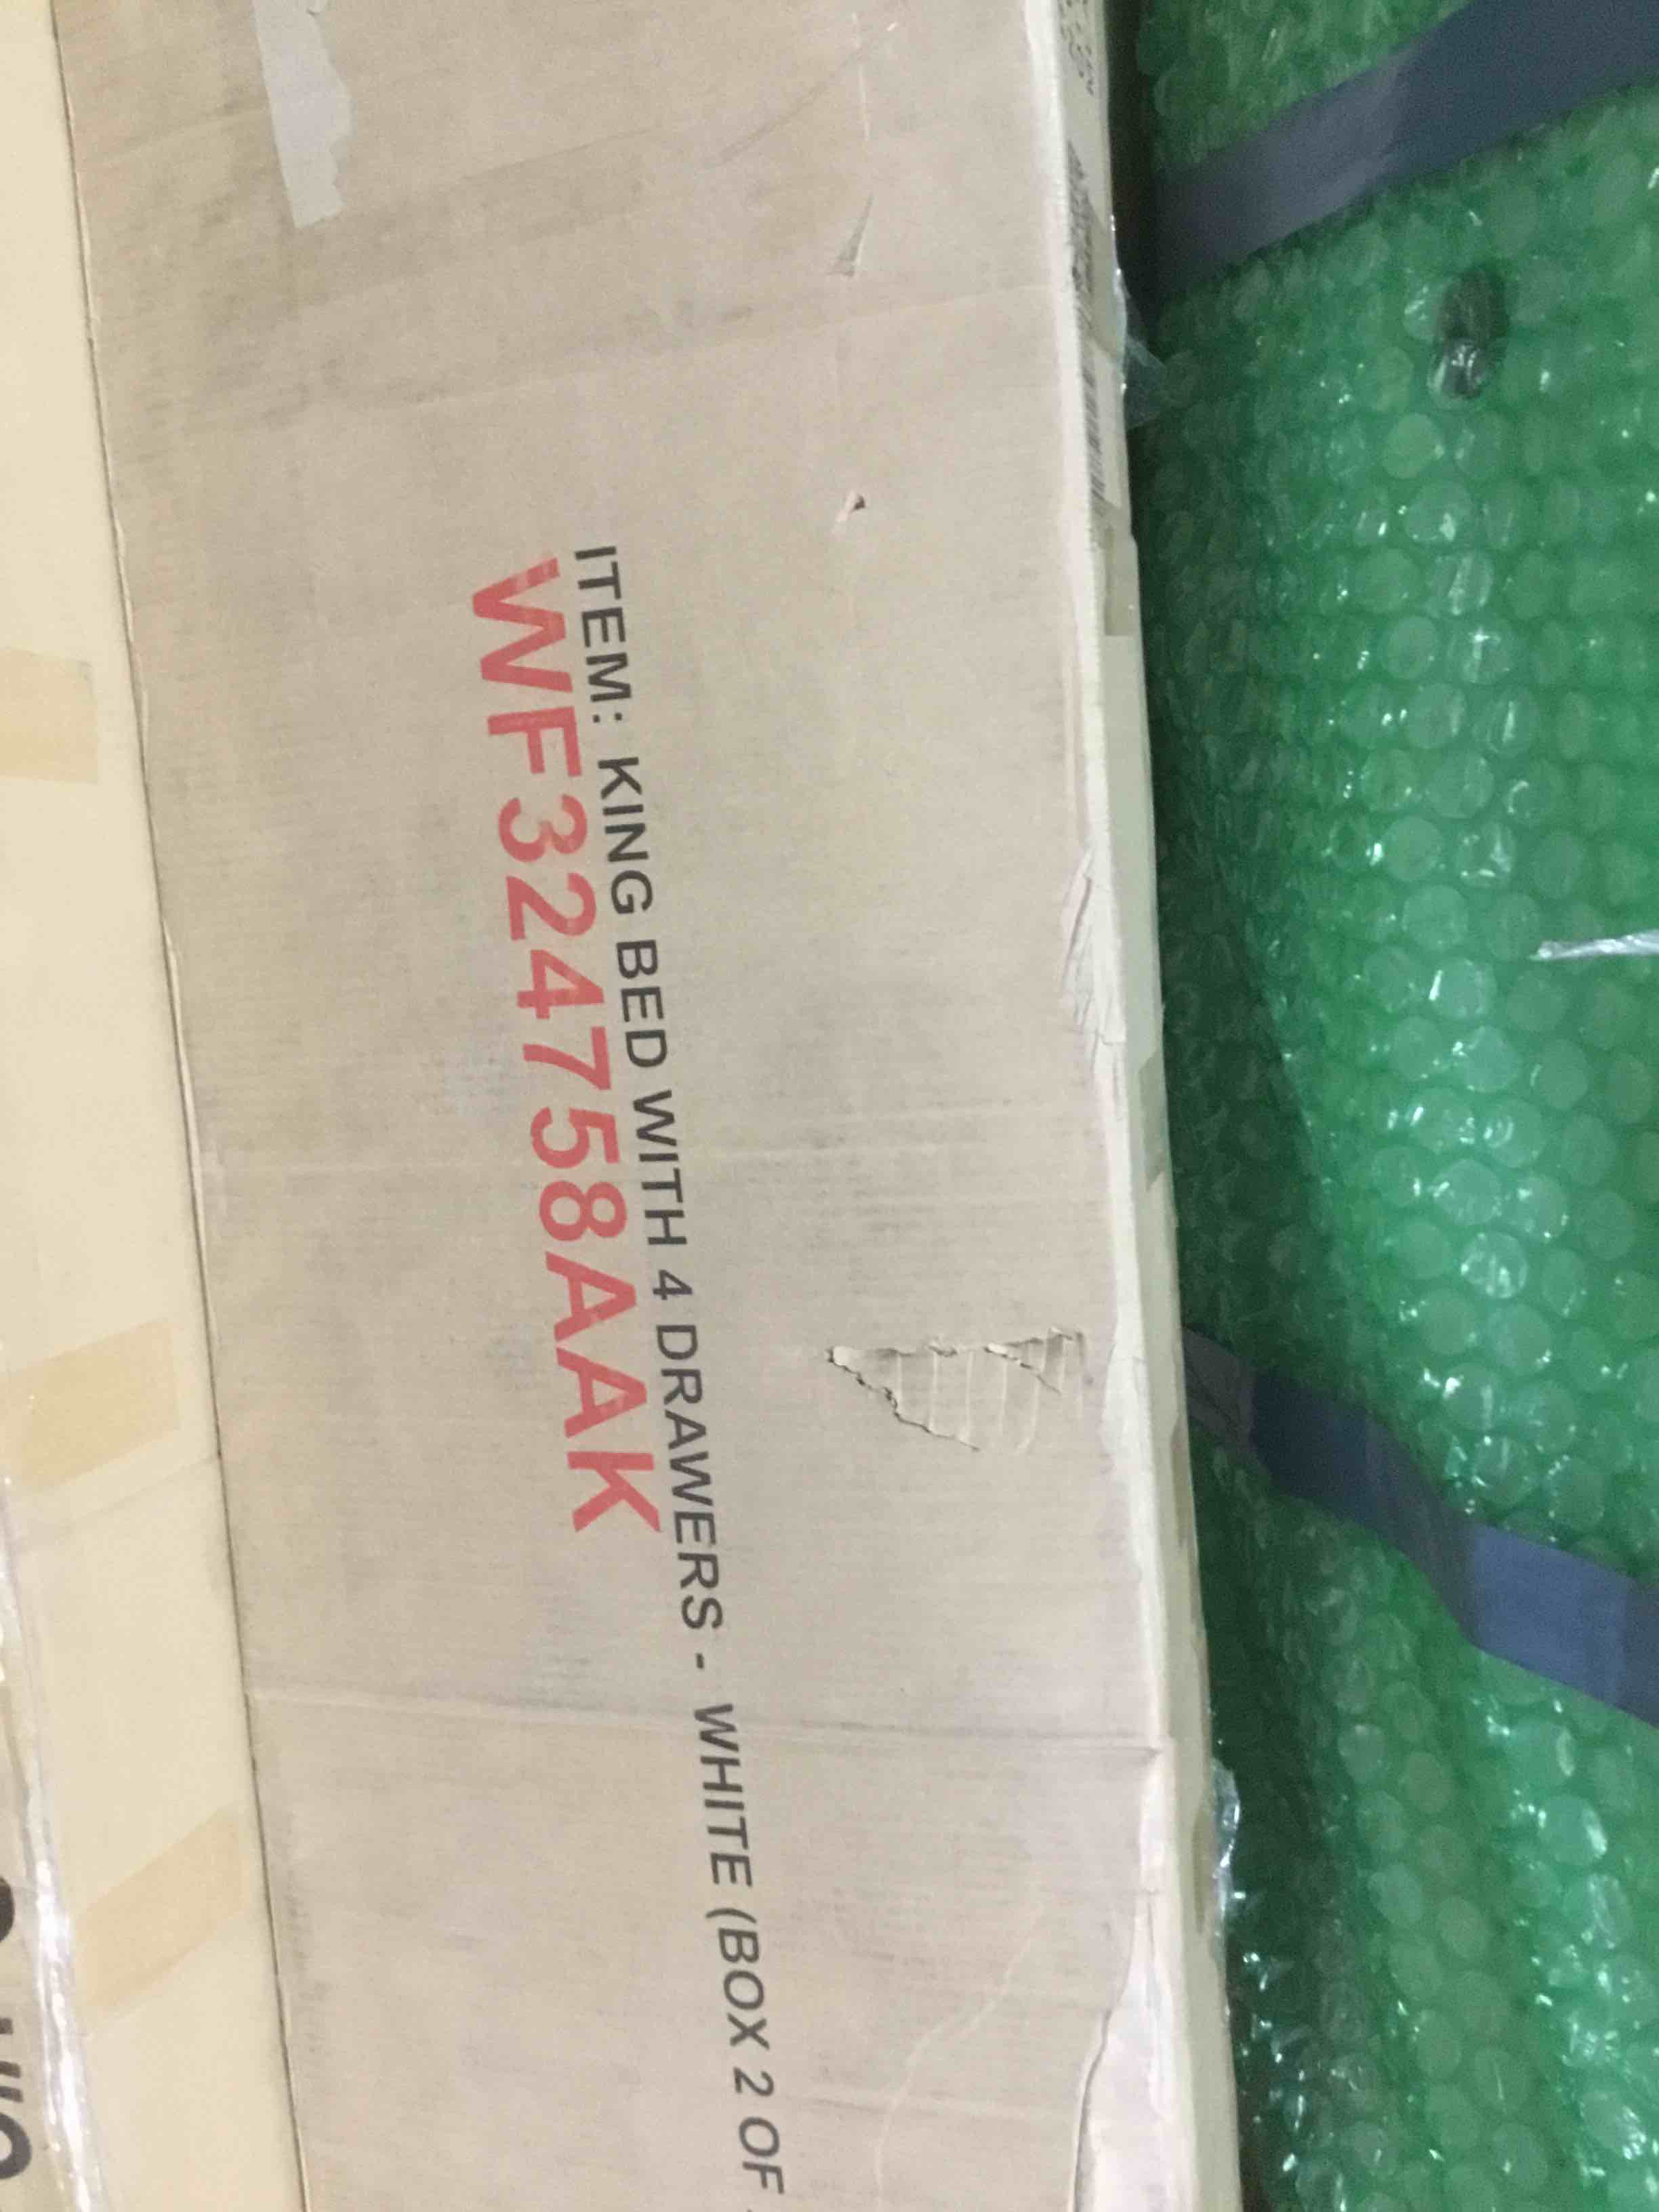 ITEM: KING BED WITH 4 DRAWERS - WHITE (BOX 2 OF
WF324758AAK